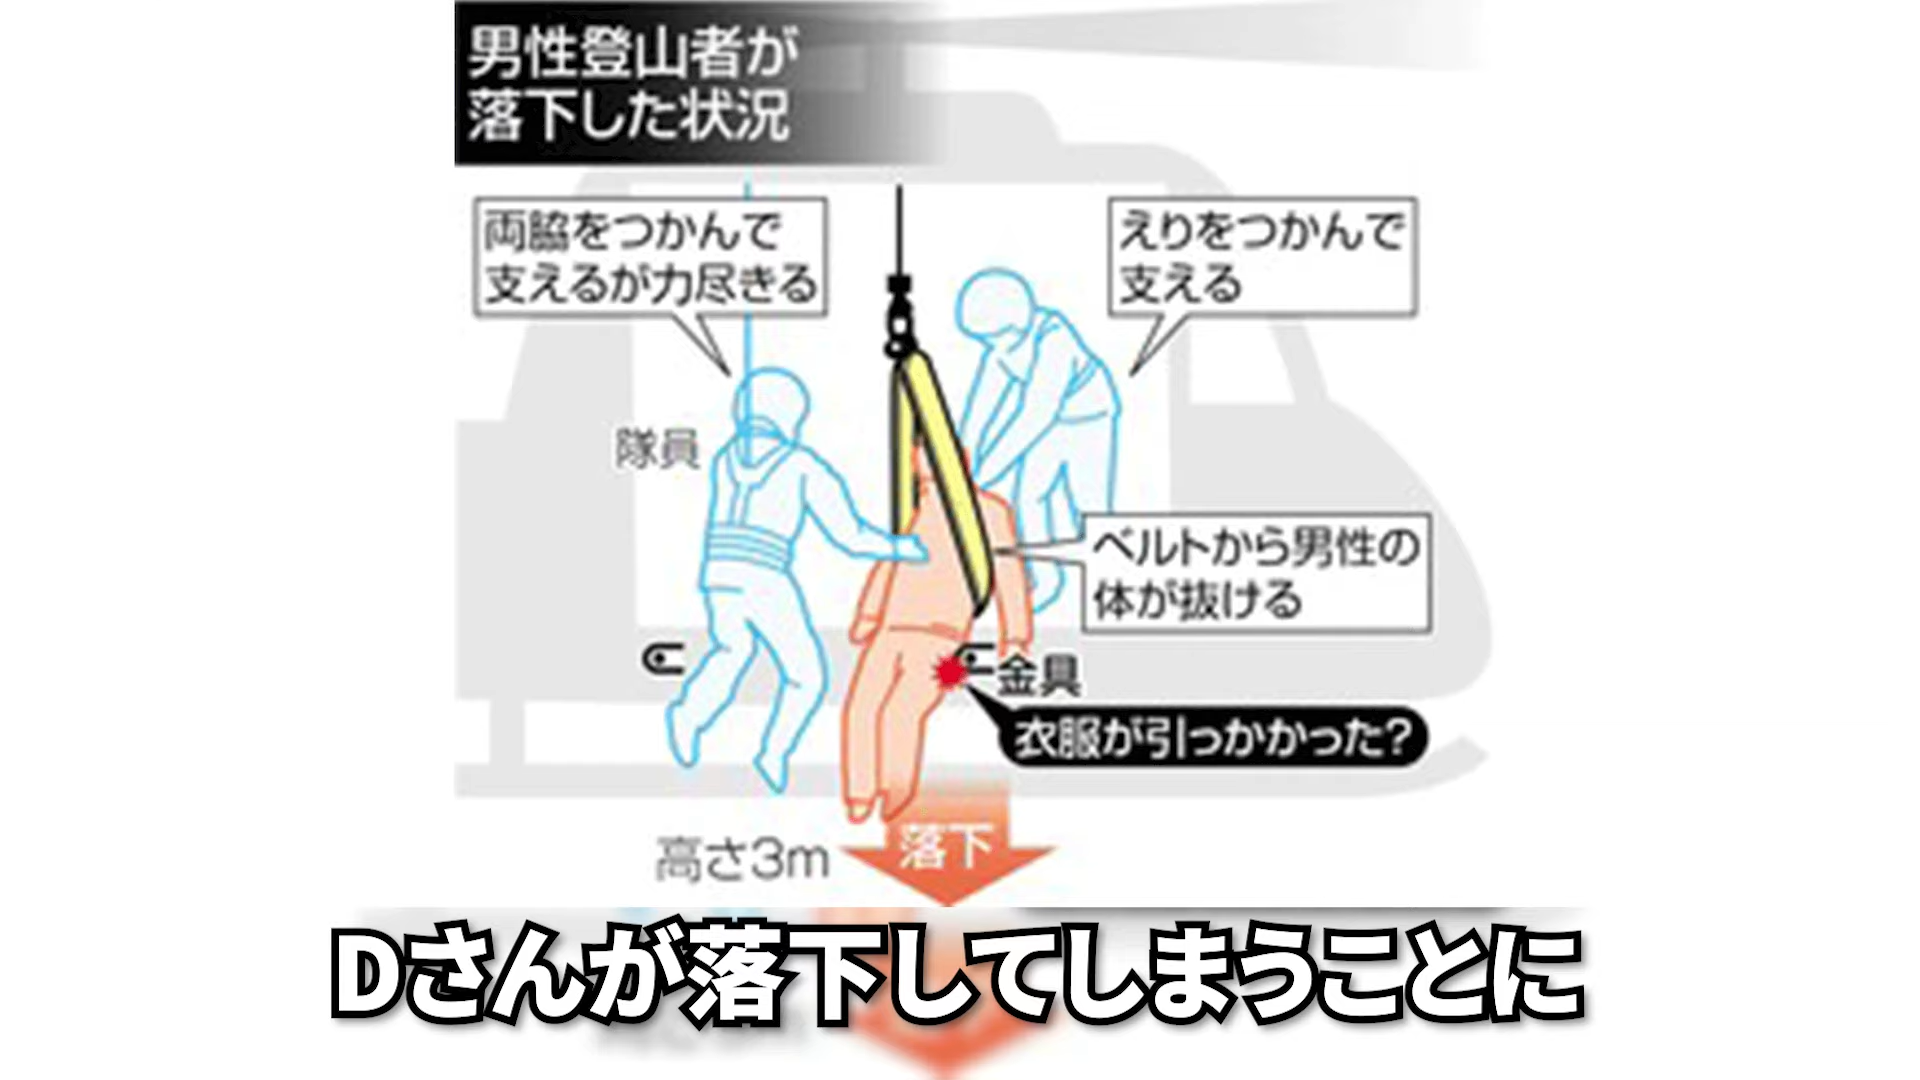 男性登山者が
落下した状況
両脇をつかんで
支えるが力尽きる
えりをつかんで
支える
隊員
ベルトから男性の
体が抜ける
金具
衣服が引っかかった?
高さ3m
落下
Dさんが落下してしまうことに